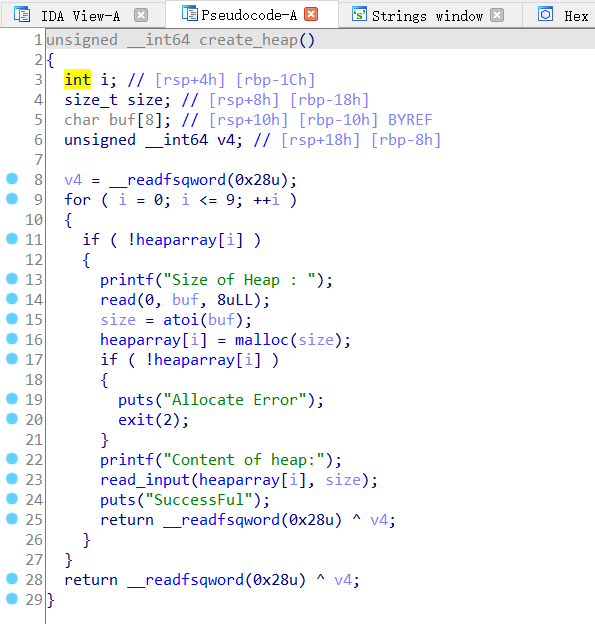 IDA View-A Pseudocode-A Strings window Hex
1 unsigned __int64 create_heap()
2 {
3 int i; // [rsp+4h] [rbp-1Ch]
4 size_t size; // [rsp+8h] [rbp-18h]
5 char buf[8]; // [rsp+10h] [rbp-10h] BYREF
6 unsigned __int64 v4; // [rsp+18h] [rbp-8h]
7
8 v4 = __readfsqword(0x28u);
9 for ( i = 0; i <= 9; ++i )
10 {
11 if ( !heaparray[i] )
12 {
13 printf("Size of Heap : ");
14 read(0, buf, 8uLL);
15 size = atoi(buf);
16 heaparray[i] = malloc(size);
17 if ( !heaparray[i] )
18 {
19 puts("Allocate Error");
20 exit(2);
21 }
22 printf("Content of heap:");
23 read_input(heaparray[i], size);
24 puts("SuccessFul");
25 return __readfsqword(0x28u) ^ v4;
26 }
27 }
28 return __readfsqword(0x28u) ^ v4;
29 }